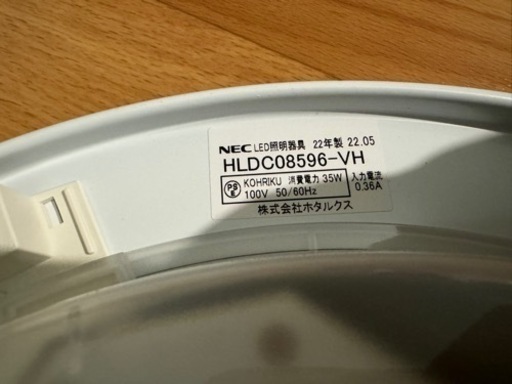 NEC LED照明器具 22年製 22.05
HLDC08596-VH
PS E KOHRIKU 消費電力 35W 入力電流
100V 50/60Hz 0.36A
株式会社ホタルクス